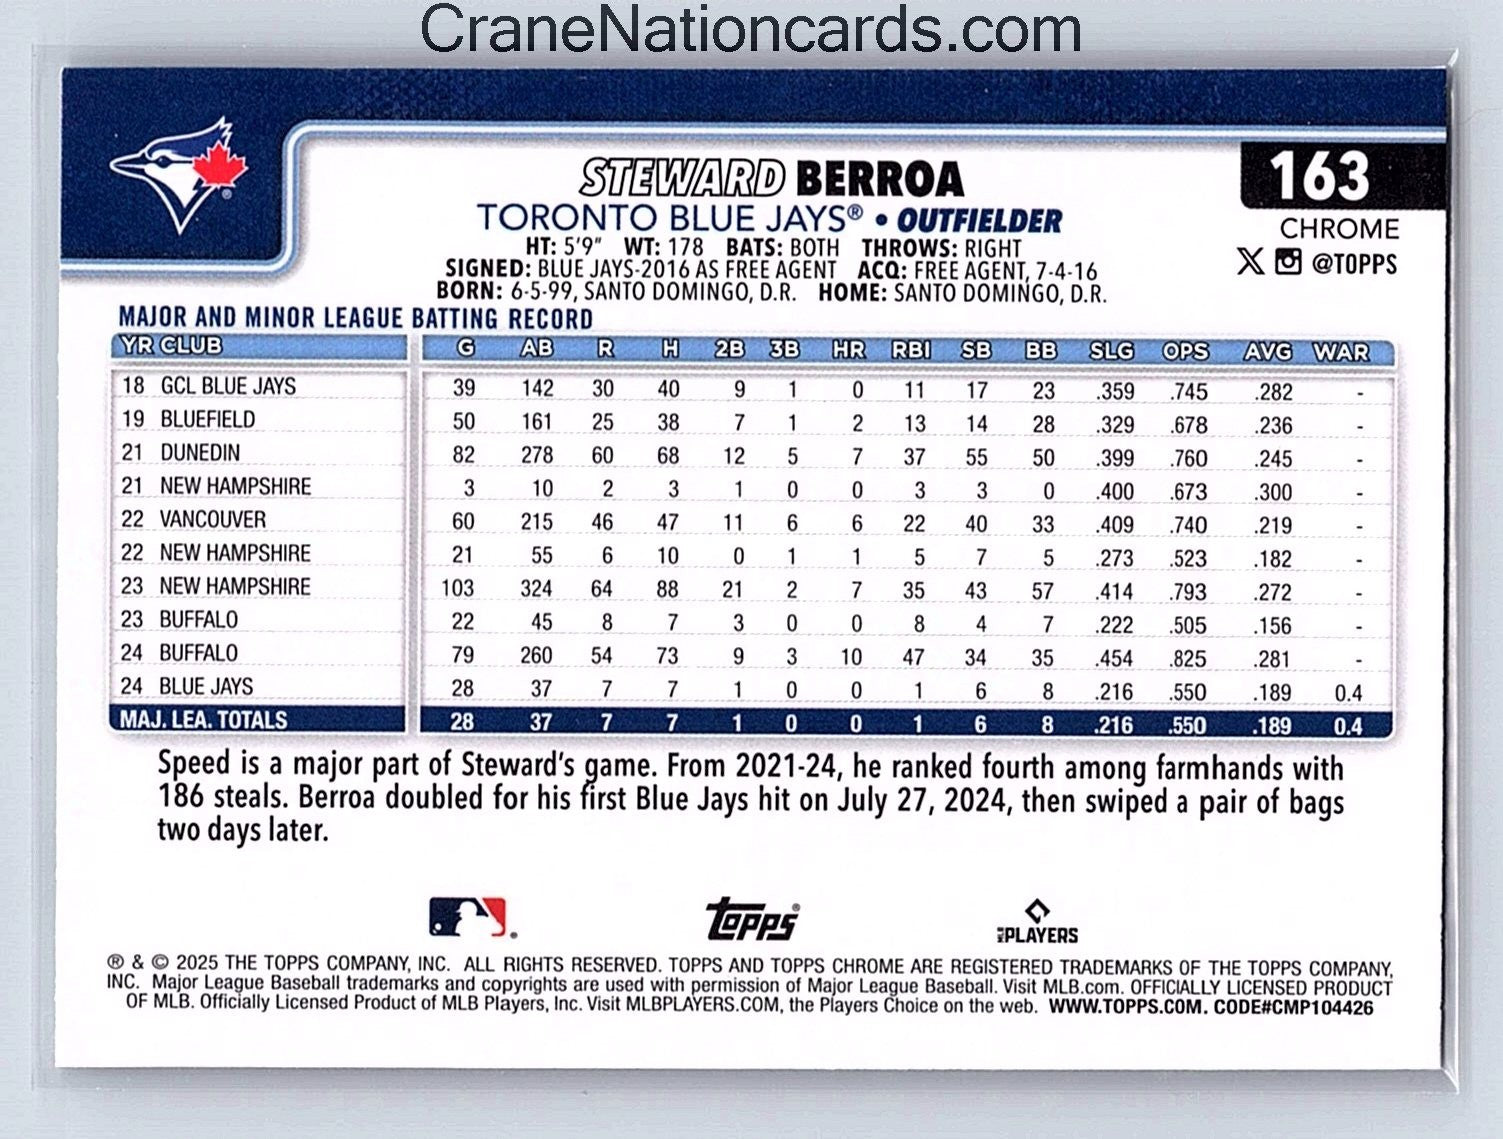 CraneNationcards.com
STEWARD BERROA
163
TORONTO BLUE JAYS® • OUTFIELDER
CHROME
HT: 5'9" WT: 178 BATS: BOTH THROWS: RIGHT
@TOPPS
SIGNED: BLUE JAYS-2016 AS FREE AGENT ACQ: FREE AGENT, 7-4-16
BORN: 6-5-99, SANTO DOMINGO, D.R. HOME: SANTO DOMINGO, D.R.
MAJOR AND MINOR LEAGUE BATTING RECORD
YR CLUB G AB R H 2B 3B HR RBI SB BB SLG OPS AVG WAR
18 GCL BLUE JAYS 39 142 30 40 9 1 0 11 17 23 .359 .745 .282 -
19 BLUEFIELD 50 161 25 38 7 1 2 13 14 28 .329 .678 .236 -
21 DUNEDIN 82 278 60 68 12 5 7 37 55 50 .399 .760 .245 -
21 NEW HAMPSHIRE 3 10 2 3 1 0 0 3 3 0 .400 .673 .300 -
22 VANCOUVER 60 215 46 47 11 6 6 22 40 33 .409 .740 .219 -
22 NEW HAMPSHIRE 21 55 6 10 0 1 1 5 7 5 .273 .523 .182 -
23 NEW HAMPSHIRE 103 324 64 88 21 2 7 35 43 57 .414 .793 .272 -
23 BUFFALO 22 45 8 7 3 0 0 8 4 7 .222 .505 .156 -
24 BUFFALO 79 260 54 73 9 3 10 47 34 35 .454 .825 .281 -
24 BLUE JAYS 28 37 7 7 1 0 0 1 6 8 .216 .550 .189 0.4
MAJ. LEA. TOTALS 28 37 7 7 1 0 0 1 6 8 .216 .550 .189 0.4
Speed is a major part of Steward's game. From 2021-24, he ranked fourth among farmhands with
186 steals. Berroa doubled for his first Blue Jays hit on July 27, 2024, then swiped a pair of bags
two days later.
Topps®
MLB PLAYERS
® & © 2025 THE TOPPS COMPANY, INC. ALL RIGHTS RESERVED. TOPPS AND TOPPS CHROME ARE REGISTERED TRADEMARKS OF THE TOPPS COMPANY,
INC. Major League Baseball trademarks and copyrights are used with permission of Major League Baseball. Visit MLB.com. OFFICIALLY LICENSED PRODUCT
OF MLB. Officially Licensed Product of MLB Players, Inc. Visit MLBPLAYERS.COM, the Players Choice on the web. WWW.TOPPS.COM. CODE#CMP104426